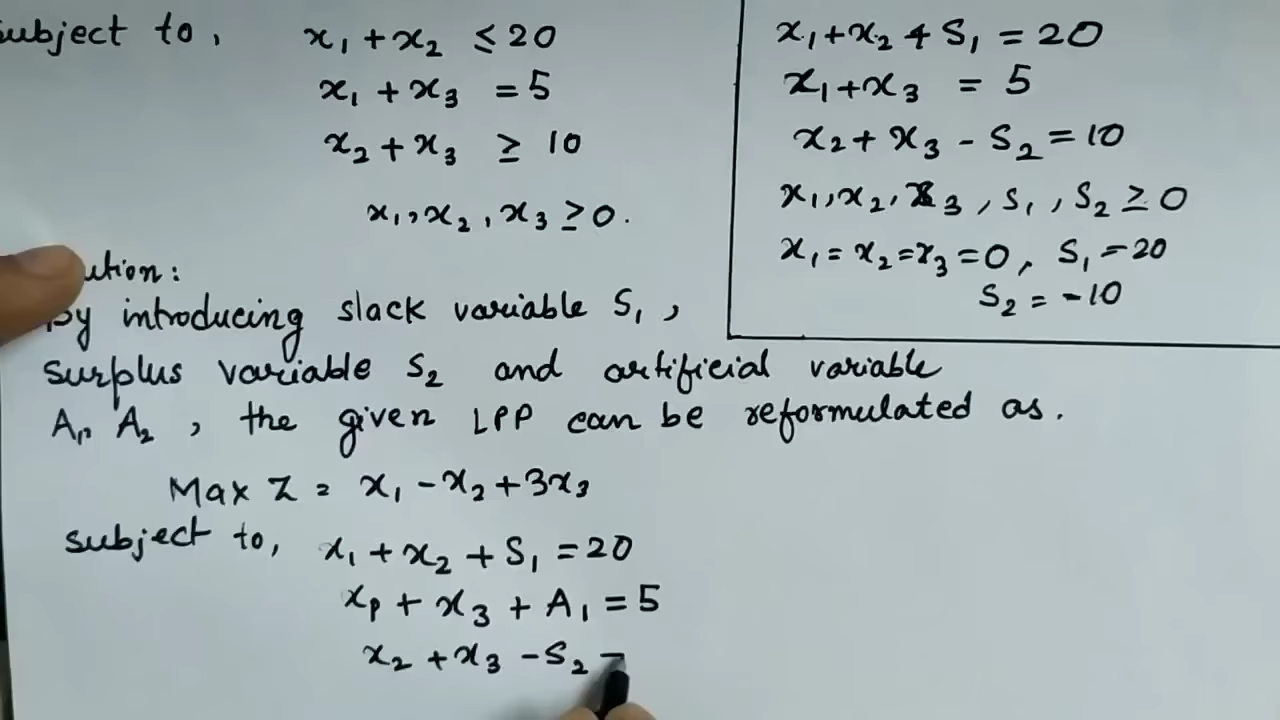 subject to,
x₁ + x₂ ≤ 20
x₁ + x₃ = 5
x₂ + x₃ ≥ 10
x₁, x₂, x₃ ≥ 0.
x₁ + x₂ + S₁ = 20
x₁ + x₃ = 5
x₂ + x₃ - S₂ = 10
x₁, x₂, x₃, S₁, S₂ ≥ 0
x₁ = x₂ = x₃ = 0, S₁ = 20
S₂ = -10
ution:
By introducing slack variable S₁,
surplus variable S₂ and artificial variable
A₁, A₂, the given LPP can be reformulated as.
Max Z = x₁ - x₂ + 3x₃
subject to, x₁ + x₂ + S₁ = 20
x₁ + x₃ + A₁ = 5
x₂ + x₃ - S₂ -